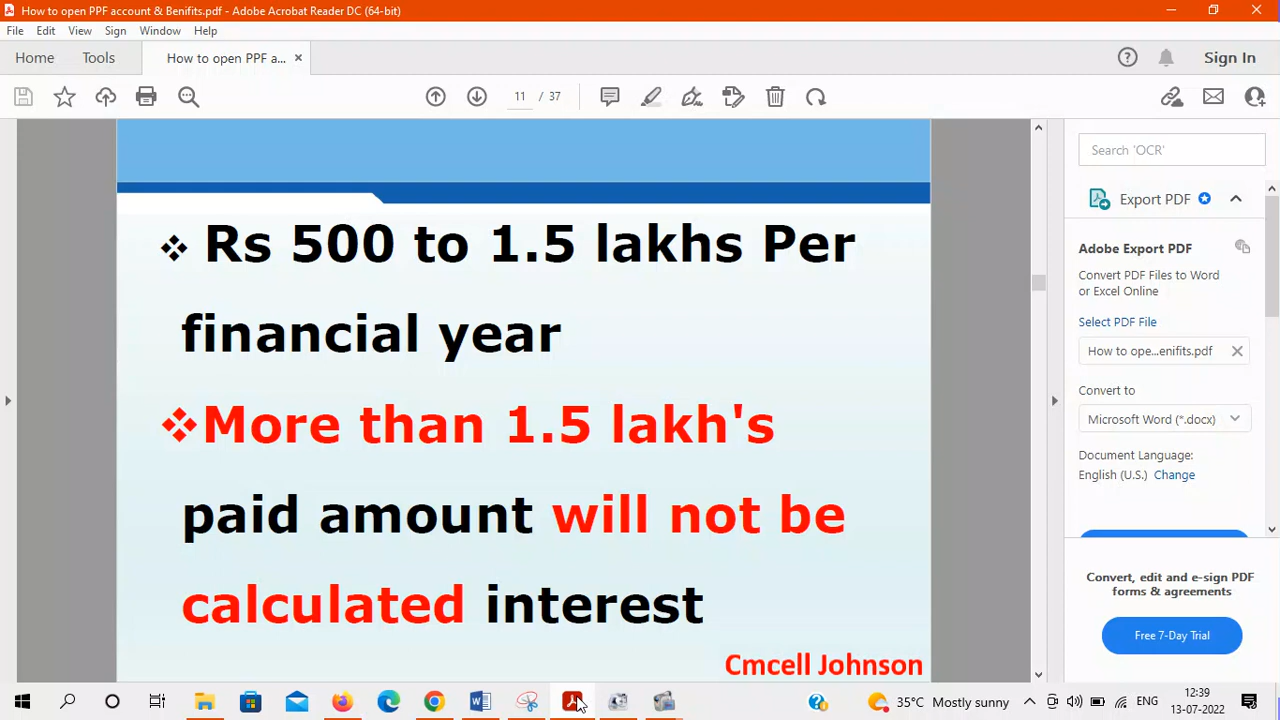 How to open PPF account & Benifits.pdf - Adobe Acrobat Reader DC (64-bit)
File Edit View Sign Window Help
Home Tools How to open PPF a... × Sign In
11 / 37
Search 'OCR'
Export PDF
Adobe Export PDF
Convert PDF Files to Word
or Excel Online
Select PDF File
How to ope...enifits.pdf
Convert to
Microsoft Word (*.docx)
Document Language:
English (U.S.) Change
Convert, edit and e-sign PDF
forms & agreements
Free 7-Day Trial
Rs 500 to 1.5 lakhs Per
financial year
More than 1.5 lakh's
paid amount will not be
calculated interest
Cmcell Johnson
35°C Mostly sunny ENG 12:39
13-07-2022